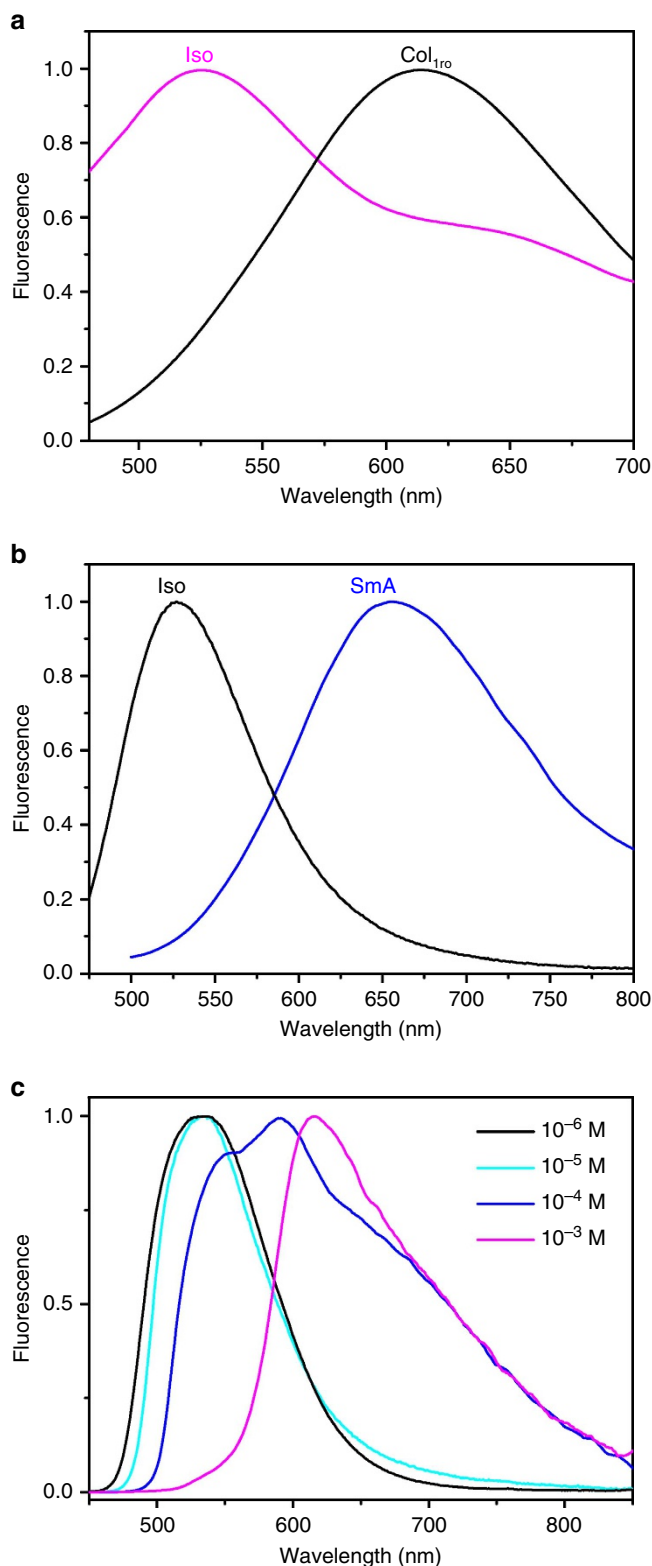 a
Iso Col₁ᵣₒ
1.0
0.8
0.6
0.4
0.2
0.0
Fluorescence
500 550 600 650 700
Wavelength (nm)
b
Iso SmA
1.0
0.8
0.6
0.4
0.2
0.0
Fluorescence
500 550 600 650 700 750 800
Wavelength (nm)
c
1.0
0.5
0.0
Fluorescence
10⁻⁶ M
10⁻⁵ M
10⁻⁴ M
10⁻³ M
500 600 700 800
Wavelength (nm)